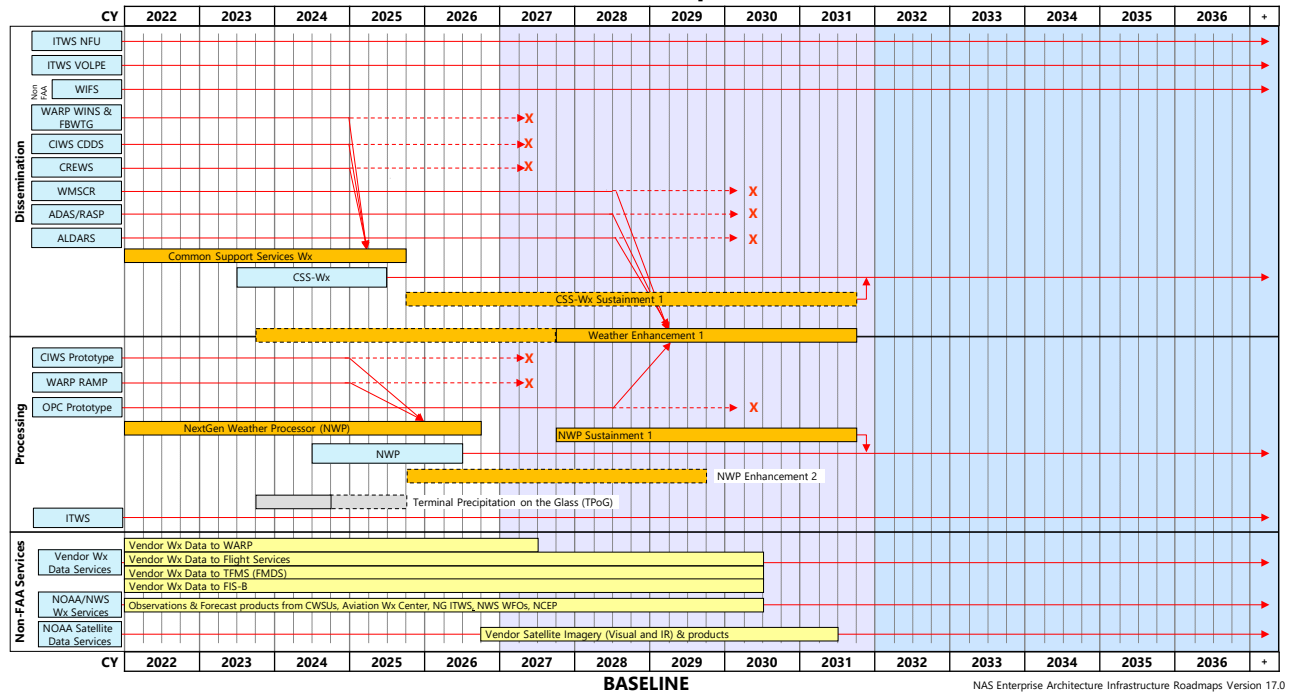 CY 2022 2023 2024 2025 2026 2027 2028 2029 2030 2031 2032 2033 2034 2035 2036 +
Dissemination
ITWS NFU
ITWS VOLPE
Non
FAA
WIFS
WARP WINS &
FBWTG
X
CIWS CDDS
X
CREWS
X
WMSCR
X
ADAS/RASP
X
ALDARS
X
Common Support Services Wx
CSS-Wx
CSS-Wx Sustainment 1
Weather Enhancement 1
Processing
CIWS Prototype
X
WARP RAMP
X
OPC Prototype
X
NextGen Weather Processor (NWP)
NWP Sustainment 1
NWP
NWP Enhancement 2
Terminal Precipitation on the Glass (TPoG)
ITWS
Non-FAA Services
Vendor Wx
Data Services
Vendor Wx Data to WARP
Vendor Wx Data to Flight Services
Vendor Wx Data to TFMS (FMDS)
Vendor Wx Data to FIS-B
NOAA/NWS
Wx Services
Observations & Forecast products from CWSUs, Aviation Wx Center, NG ITWS, NWS WFOs, NCEP
NOAA Satellite
Data Services
Vendor Satellite Imagery (Visual and IR) & products
CY 2022 2023 2024 2025 2026 2027 2028 2029 2030 2031 2032 2033 2034 2035 2036 +
BASELINE
NAS Enterprise Architecture Infrastructure Roadmaps Version 17.0